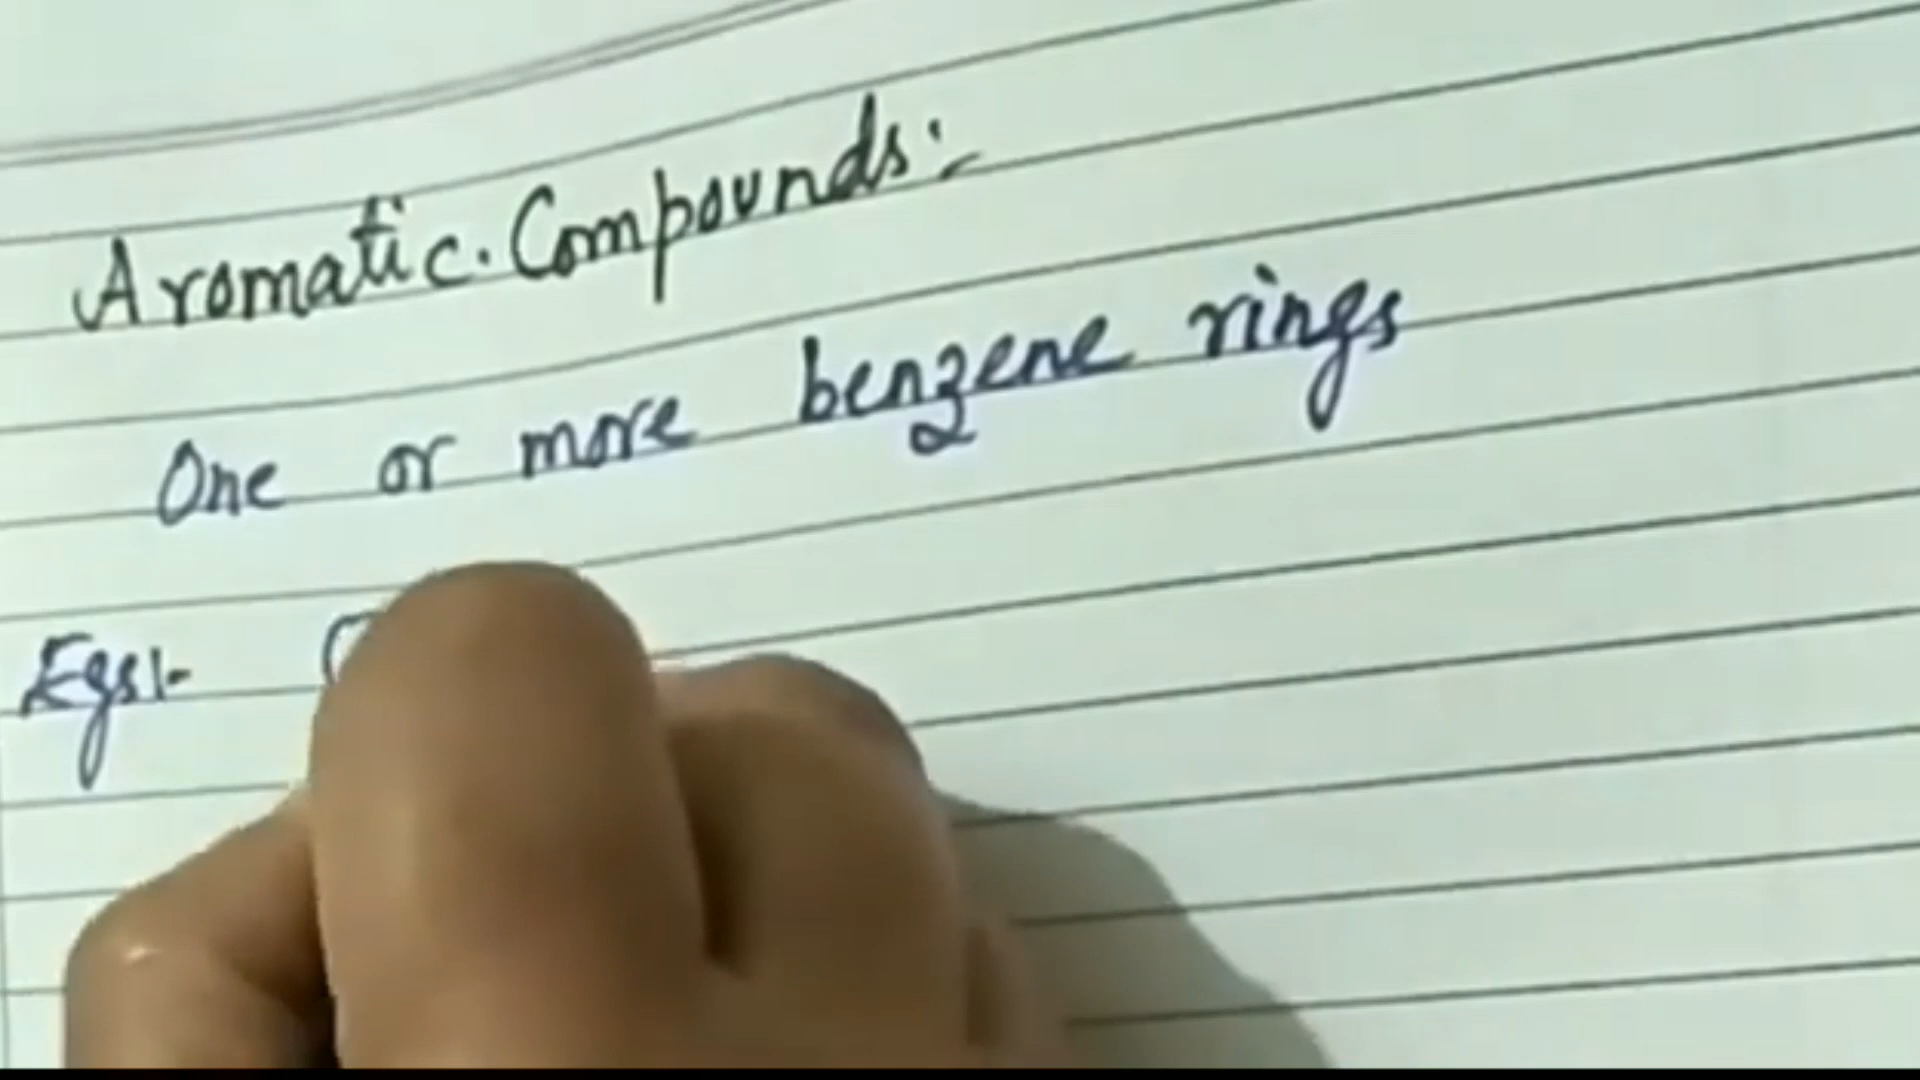 Aromatic. Compounds:-
One or more benzene rings
Egs:-